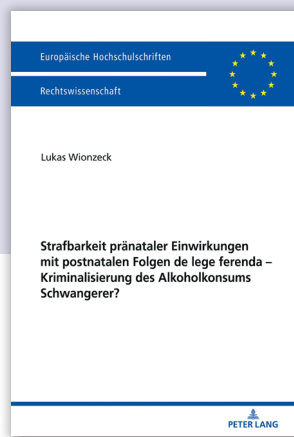 Europäische Hochschulschriften
Rechtswissenschaft
Lukas Wionzeck
Strafbarkeit pränataler Einwirkungen
mit postnatalen Folgen de lege ferenda –
Kriminalisierung des Alkoholkonsums
Schwangerer?
PETER LANG